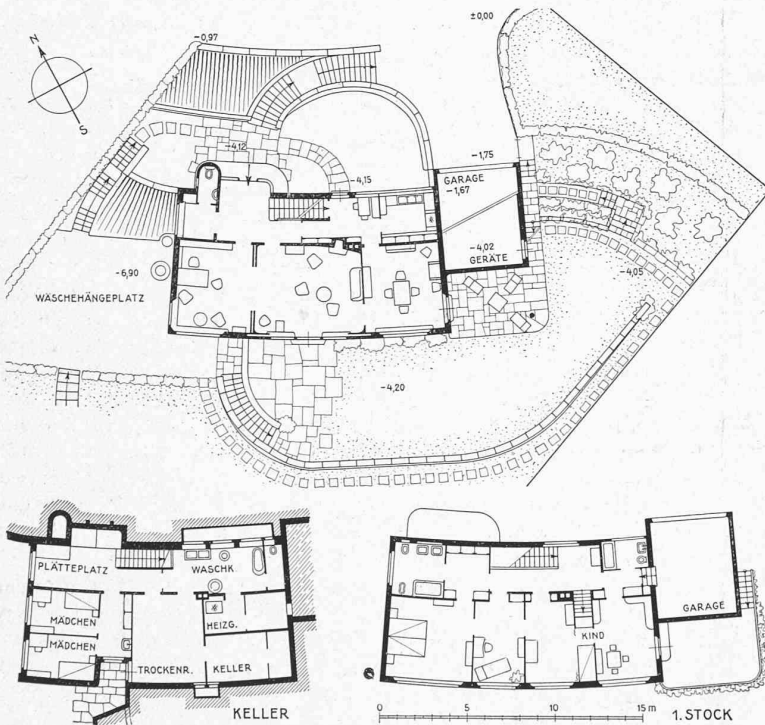 ±0,00
N
-0,97
S
-4,12
-4,15
-1,75
GARAGE
-1,67
-4,02
GERÄTE
-4,05
-6,90
WÄSCHEHÄNGEPLATZ
-4,20
PLÄTTEPLATZ
WASCHK.
MÄDCHEN
HEIZG.
MÄDCHEN
TROCKENR.
KELLER
KELLER
GARAGE
KIND
0 5 10 15 m
1. STOCK